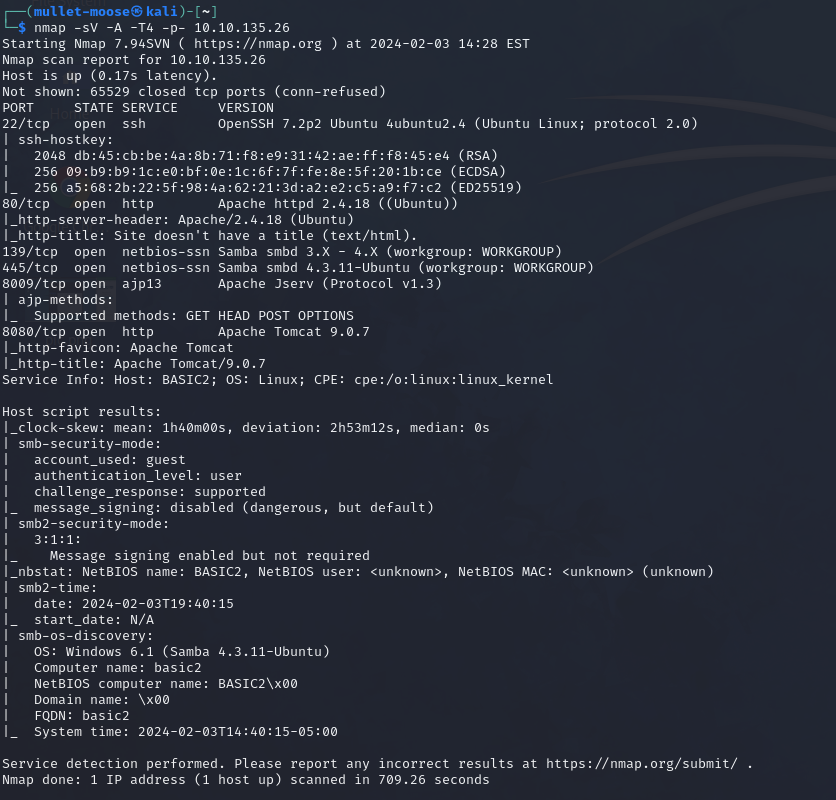 ┌──(mullet-moose㉿kali)-[~]
└─$ nmap -sV -A -T4 -p- 10.10.135.26
Starting Nmap 7.94SVN ( https://nmap.org ) at 2024-02-03 14:28 EST
Nmap scan report for 10.10.135.26
Host is up (0.17s latency).
Not shown: 65529 closed tcp ports (conn-refused)
PORT     STATE SERVICE     VERSION
22/tcp   open  ssh         OpenSSH 7.2p2 Ubuntu 4ubuntu2.4 (Ubuntu Linux; protocol 2.0)
| ssh-hostkey:
|   2048 db:45:cb:be:4a:8b:71:f8:e9:31:42:ae:ff:f8:45:e4 (RSA)
|   256 09:b9:b9:1c:e0:bf:0e:1c:6f:7f:fe:8e:5f:20:1b:ce (ECDSA)
|_  256 a5:68:2b:22:5f:98:4a:62:21:3d:a2:e2:c5:a9:f7:c2 (ED25519)
80/tcp   open  http        Apache httpd 2.4.18 ((Ubuntu))
|_http-server-header: Apache/2.4.18 (Ubuntu)
|_http-title: Site doesn't have a title (text/html).
139/tcp  open  netbios-ssn Samba smbd 3.X - 4.X (workgroup: WORKGROUP)
445/tcp  open  netbios-ssn Samba smbd 4.3.11-Ubuntu (workgroup: WORKGROUP)
8009/tcp open  ajp13       Apache Jserv (Protocol v1.3)
| ajp-methods:
|_  Supported methods: GET HEAD POST OPTIONS
8080/tcp open  http        Apache Tomcat 9.0.7
|_http-favicon: Apache Tomcat
|_http-title: Apache Tomcat/9.0.7
Service Info: Host: BASIC2; OS: Linux; CPE: cpe:/o:linux:linux_kernel

Host script results:
|_clock-skew: mean: 1h40m00s, deviation: 2h53m12s, median: 0s
| smb-security-mode:
|   account_used: guest
|   authentication_level: user
|   challenge_response: supported
|_  message_signing: disabled (dangerous, but default)
| smb2-security-mode:
|   3:1:1:
|_    Message signing enabled but not required
|_nbstat: NetBIOS name: BASIC2, NetBIOS user: <unknown>, NetBIOS MAC: <unknown> (unknown)
| smb2-time:
|   date: 2024-02-03T19:40:15
|_  start_date: N/A
| smb-os-discovery:
|   OS: Windows 6.1 (Samba 4.3.11-Ubuntu)
|   Computer name: basic2
|   NetBIOS computer name: BASIC2\x00
|   Domain name: \x00
|   FQDN: basic2
|_  System time: 2024-02-03T14:40:15-05:00

Service detection performed. Please report any incorrect results at https://nmap.org/submit/ .
Nmap done: 1 IP address (1 host up) scanned in 709.26 seconds